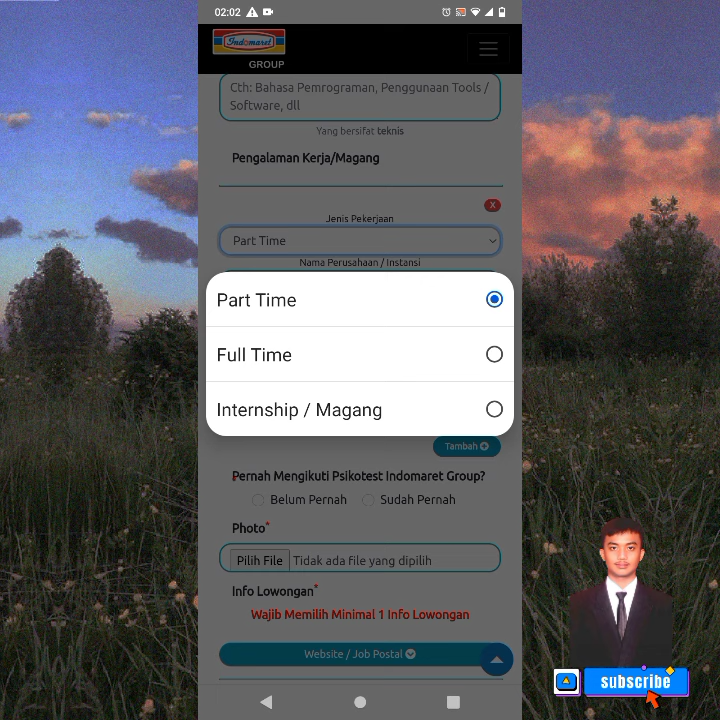 02:02
Indomaret
GROUP
Cth: Bahasa Pemrograman, Penggunaan Tools /
Software, dll
Yang bersifat teknis
Pengalaman Kerja/Magang
X
Jenis Pekerjaan
Part Time
Nama Perusahaan / Instansi
Part Time
Full Time
Internship / Magang
Tambah
*Pernah Mengikuti Psikotest Indomaret Group?
Belum Pernah Sudah Pernah
Photo*
Pilih File Tidak ada file yang dipilih
Info Lowongan*
Wajib Memilih Minimal 1 Info Lowongan
Website / Job Postal
subscribe